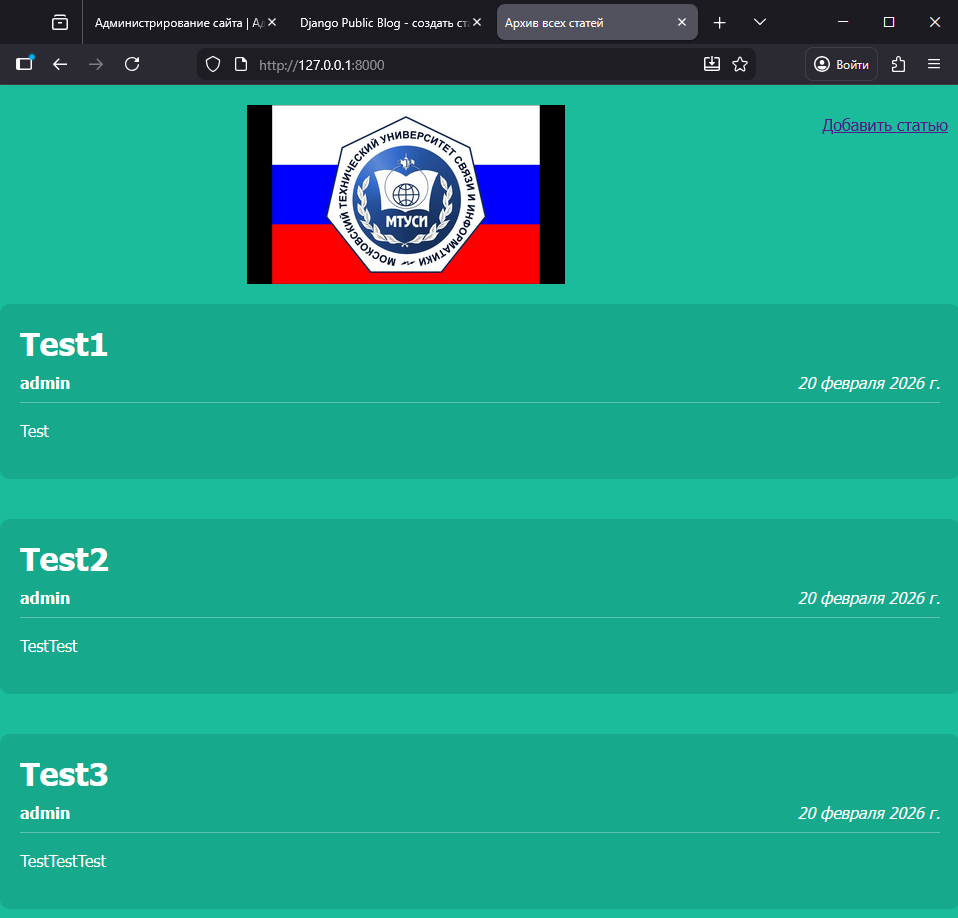 Администрирование сайта | Ад
Django Public Blog - создать ст
Архив всех статей
http://127.0.0.1:8000
Войти
Добавить статью
МОСКОВСКИЙ ТЕХНИЧЕСКИЙ УНИВЕРСИТЕТ СВЯЗИ И ИНФОРМАТИКИ
МТУСИ
Test1
admin 20 февраля 2026 г.
Test
Test2
admin 20 февраля 2026 г.
TestTest
Test3
admin 20 февраля 2026 г.
TestTestTest